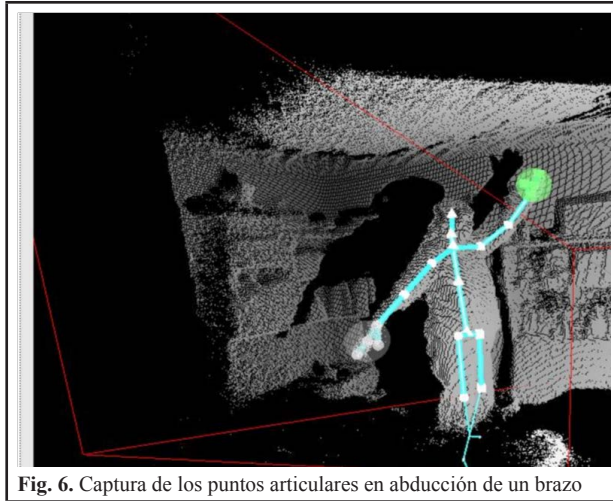 Fig. 6. Captura de los puntos articulares en abducción de un brazo